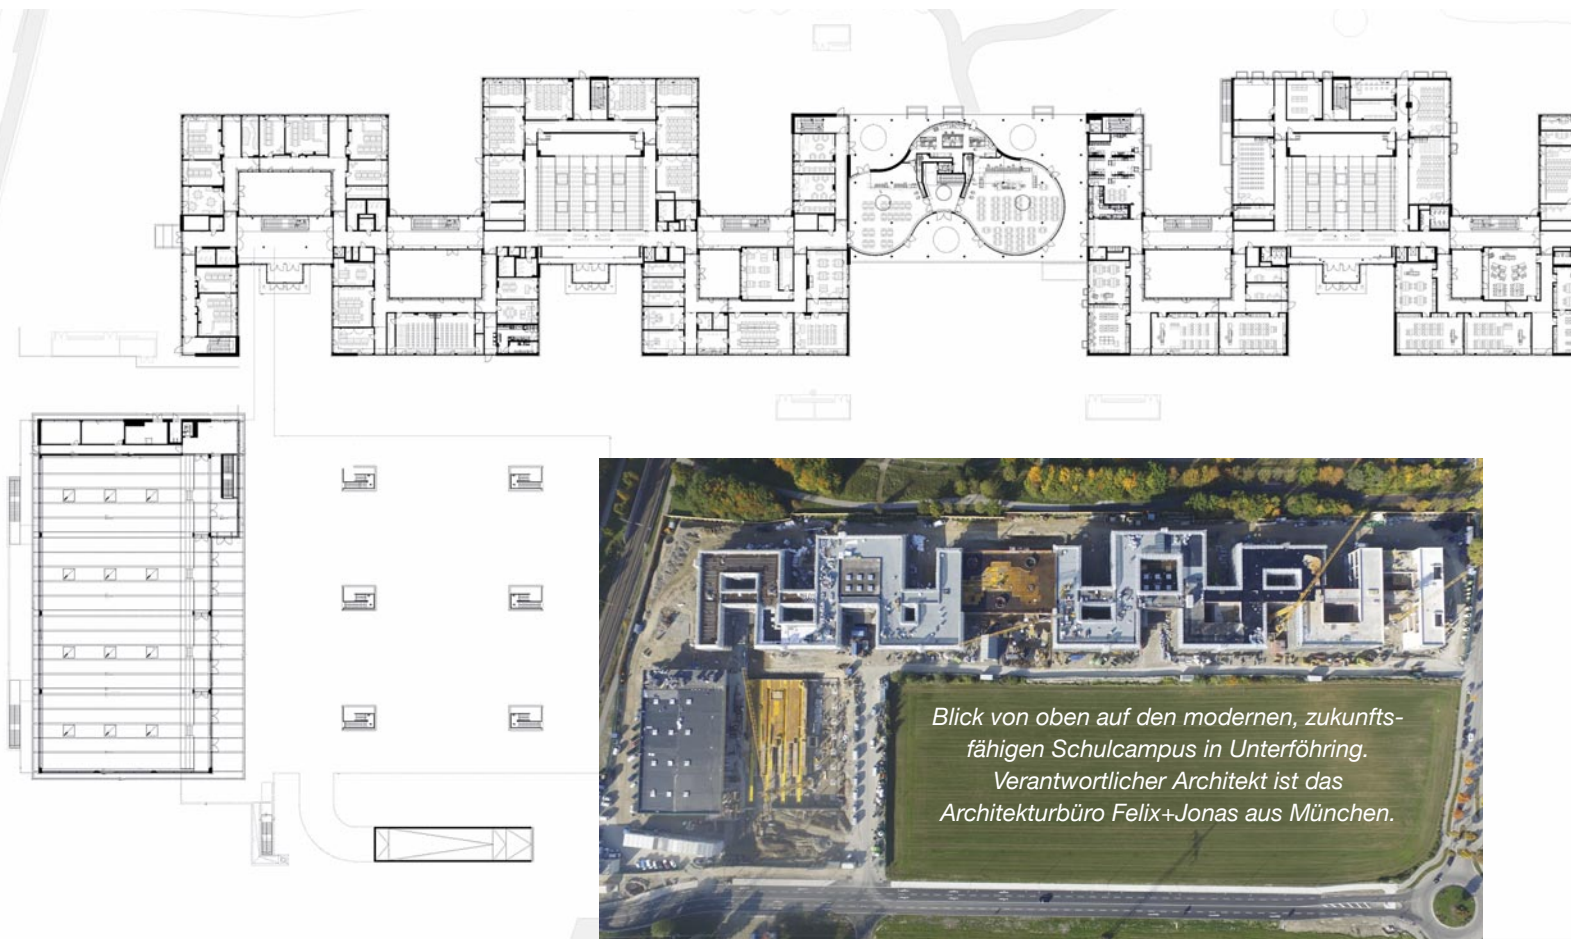 Blick von oben auf den modernen, zukunfts-
fähigen Schulcampus in Unterföhring.
Verantwortlicher Architekt ist das
Architekturbüro Felix+Jonas aus München.